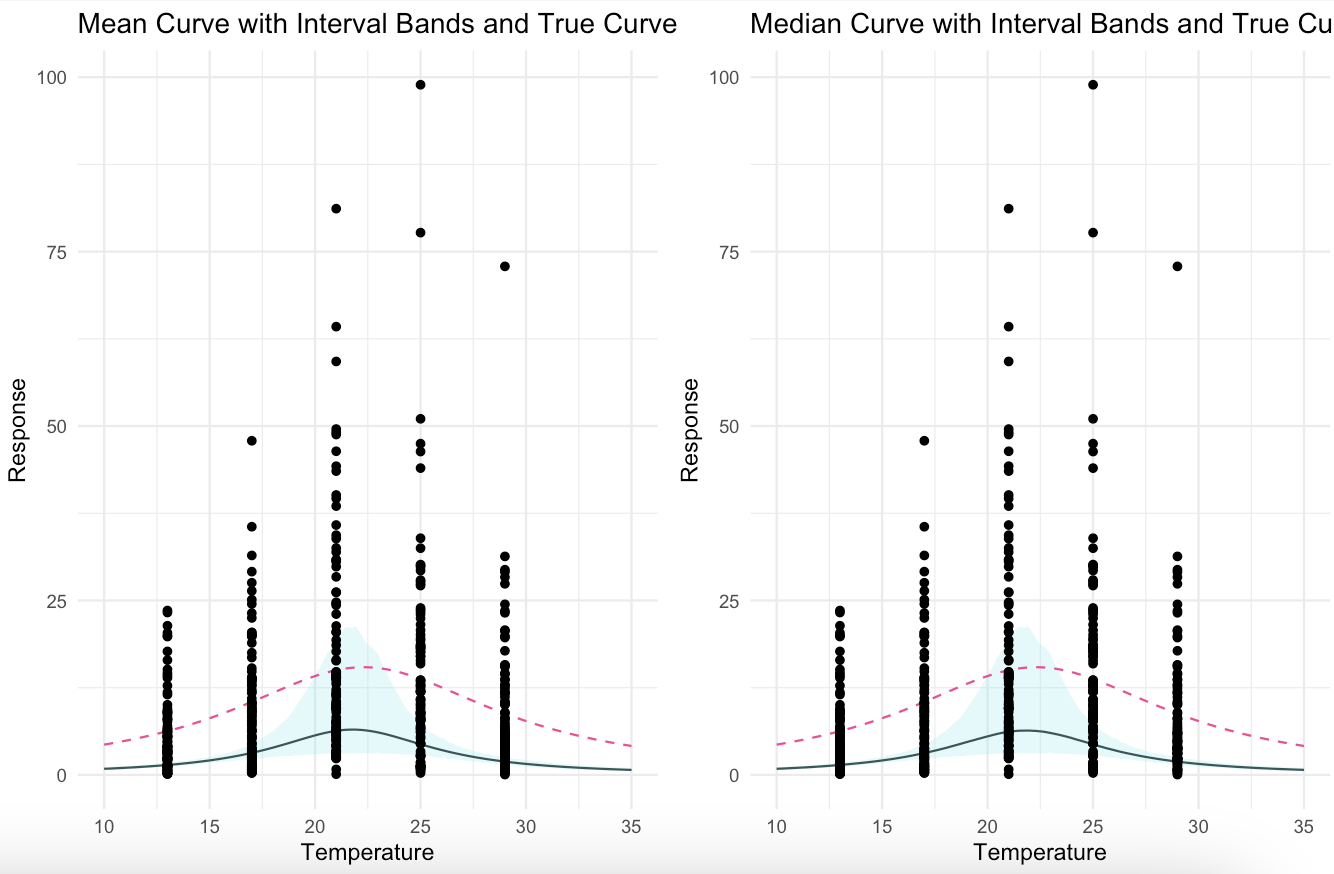 Mean Curve with Interval Bands and True Curve
100
75
50
25
0
Response
10 15 20 25 30 35
Temperature
Median Curve with Interval Bands and True Cu
100
75
50
25
0
Response
10 15 20 25 30 35
Temperature